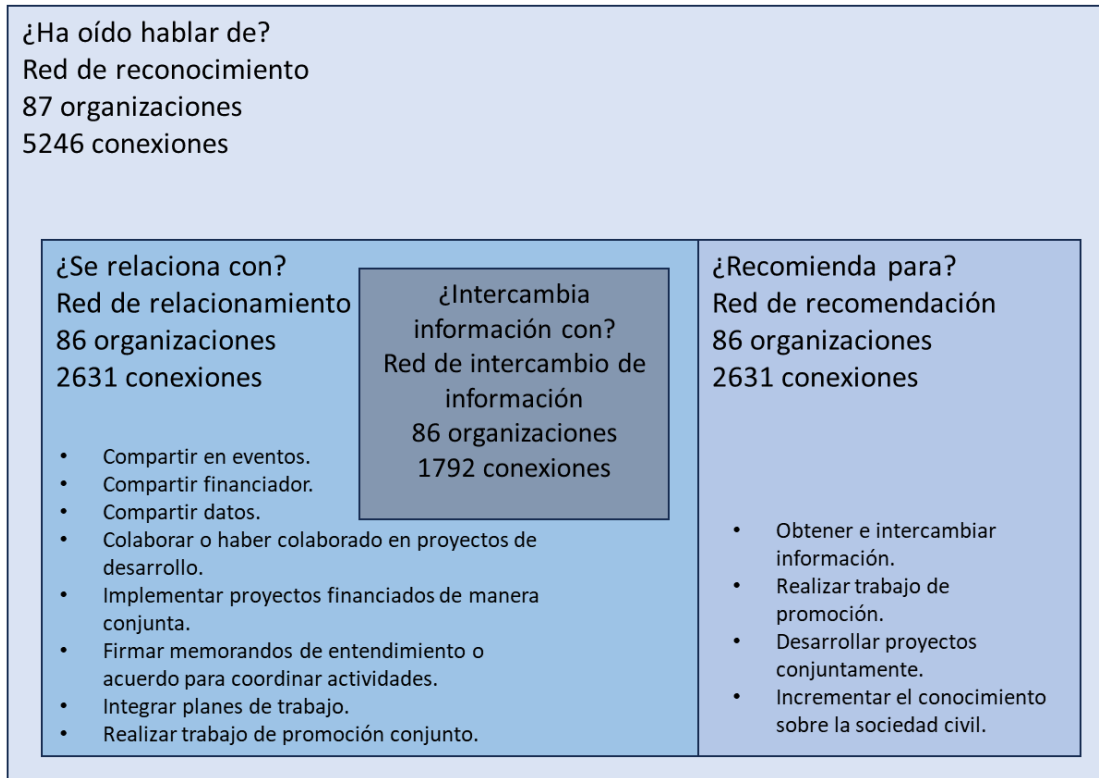 ¿Ha oído hablar de?
Red de reconocimiento
87 organizaciones
5246 conexiones
¿Se relaciona con?
Red de relacionamiento
86 organizaciones
2631 conexiones
• Compartir en eventos.
• Compartir financiador.
• Compartir datos.
• Colaborar o haber colaborado en proyectos de
desarrollo.
• Implementar proyectos financiados de manera
conjunta.
• Firmar memorandos de entendimiento o
acuerdo para coordinar actividades.
• Integrar planes de trabajo.
• Realizar trabajo de promoción conjunto.
¿Intercambia
información con?
Red de intercambio de
información
86 organizaciones
1792 conexiones
¿Recomienda para?
Red de recomendación
86 organizaciones
2631 conexiones
• Obtener e intercambiar
información.
• Realizar trabajo de
promoción.
• Desarrollar proyectos
conjuntamente.
• Incrementar el conocimiento
sobre la sociedad civil.